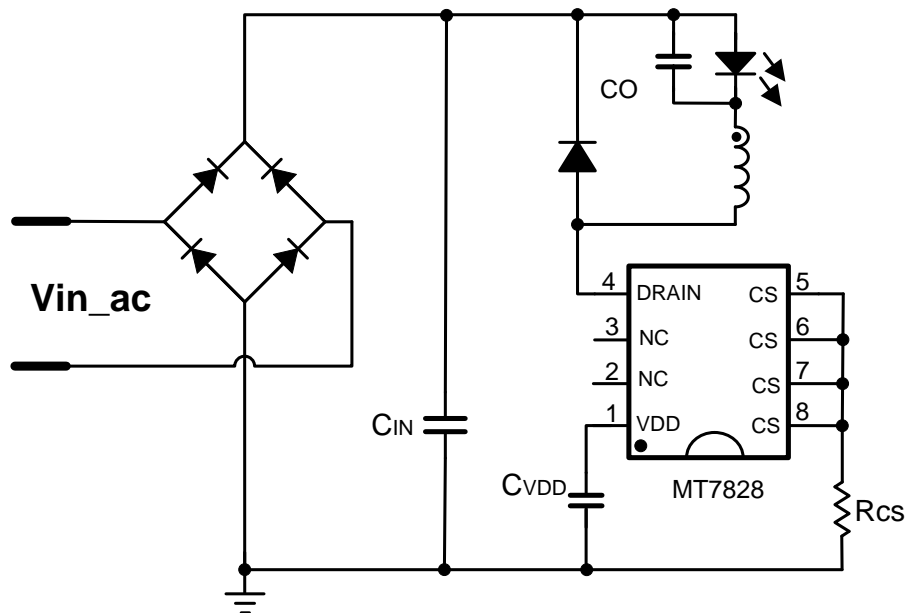 CO
Vin_ac
4 DRAIN CS 5
3 NC CS 6
2 NC CS 7
1 VDD CS 8
CIN
CVDD
MT7828
Rcs